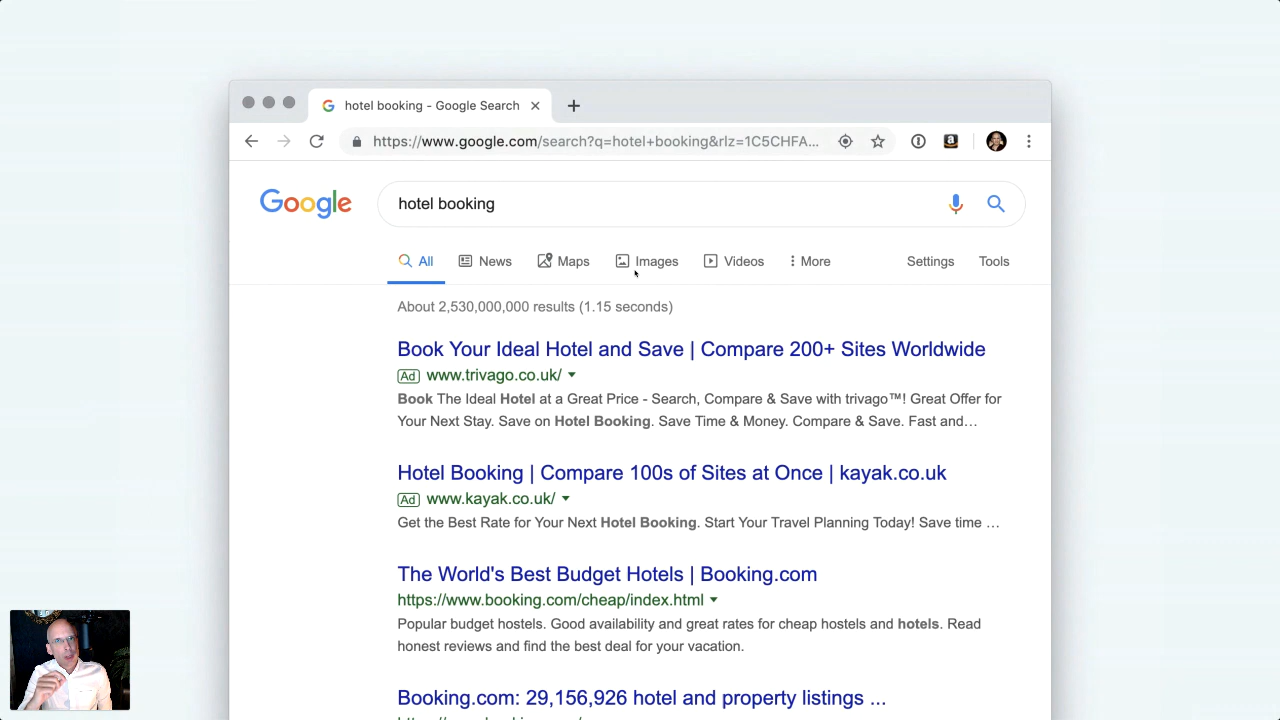 hotel booking - Google Search
https://www.google.com/search?q=hotel+booking&rlz=1C5CHFA...
Google
hotel booking
All
News
Maps
Images
Videos
More
Settings
Tools
About 2,530,000,000 results (1.15 seconds)
Book Your Ideal Hotel and Save | Compare 200+ Sites Worldwide
Ad www.trivago.co.uk/
Book The Ideal Hotel at a Great Price - Search, Compare & Save with trivago™! Great Offer for
Your Next Stay. Save on Hotel Booking. Save Time & Money. Compare & Save. Fast and…
Hotel Booking | Compare 100s of Sites at Once | kayak.co.uk
Ad www.kayak.co.uk/
Get the Best Rate for Your Next Hotel Booking. Start Your Travel Planning Today! Save time …
The World's Best Budget Hotels | Booking.com
https://www.booking.com/cheap/index.html
Popular budget hostels. Good availability and great rates for cheap hostels and hotels. Read
honest reviews and find the best deal for your vacation.
Booking.com: 29,156,926 hotel and property listings ...